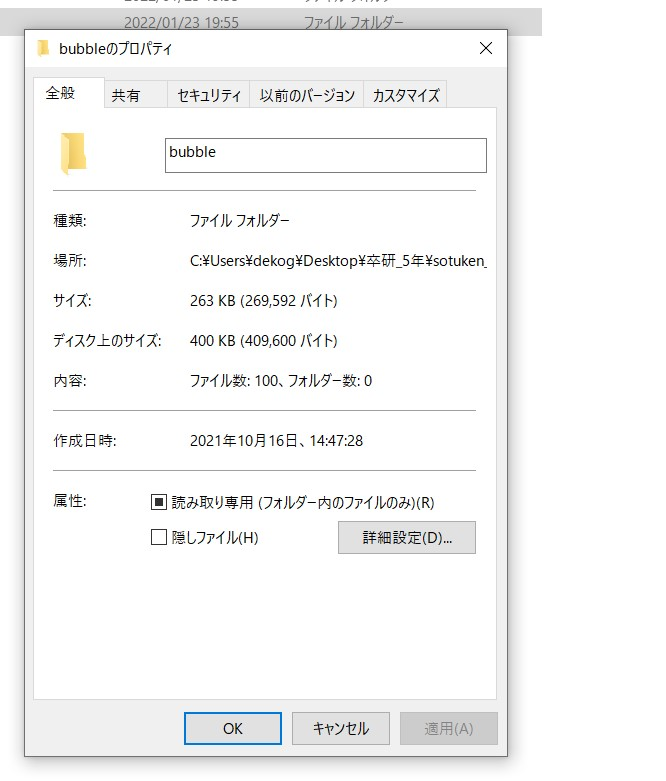 2022/01/23 19:55 ファイル フォルダー
bubbleのプロパティ
全般 共有 セキュリティ 以前のバージョン カスタマイズ
bubble
種類: ファイル フォルダー
場所: C:¥Users¥dekog¥Desktop¥卒研_5年¥sotuken_
サイズ: 263 KB (269,592 バイト)
ディスク上のサイズ: 400 KB (409,600 バイト)
内容: ファイル数: 100、フォルダー数: 0
作成日時: 2021年10月16日、14:47:28
属性: 読み取り専用 (フォルダー内のファイルのみ)(R)
隠しファイル(H) 詳細設定(D)...
OK キャンセル 適用(A)